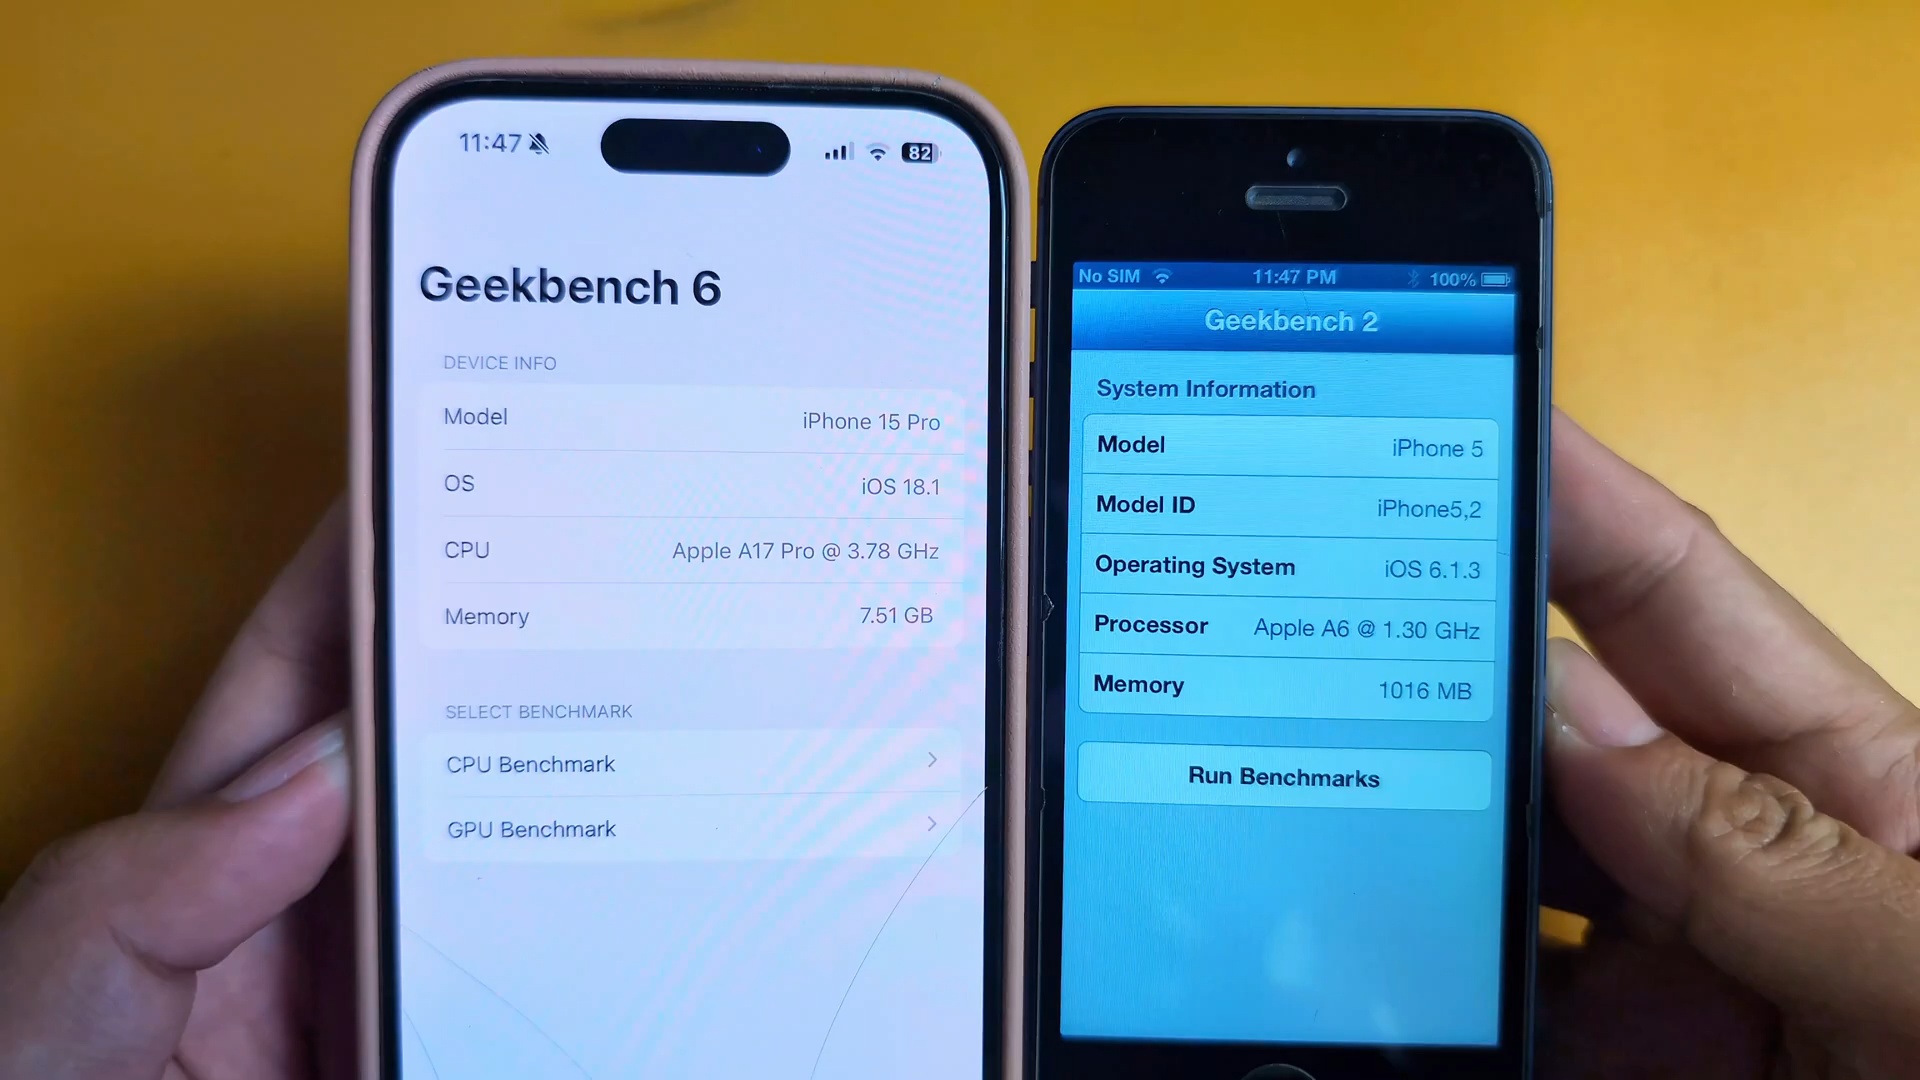 11:47
82
Geekbench 6
DEVICE INFO
Model iPhone 15 Pro
OS iOS 18.1
CPU Apple A17 Pro @ 3.78 GHz
Memory 7.51 GB
SELECT BENCHMARK
CPU Benchmark
GPU Benchmark
No SIM 11:47 PM 100%
Geekbench 2
System Information
Model iPhone 5
Model ID iPhone5,2
Operating System iOS 6.1.3
Processor Apple A6 @ 1.30 GHz
Memory 1016 MB
Run Benchmarks